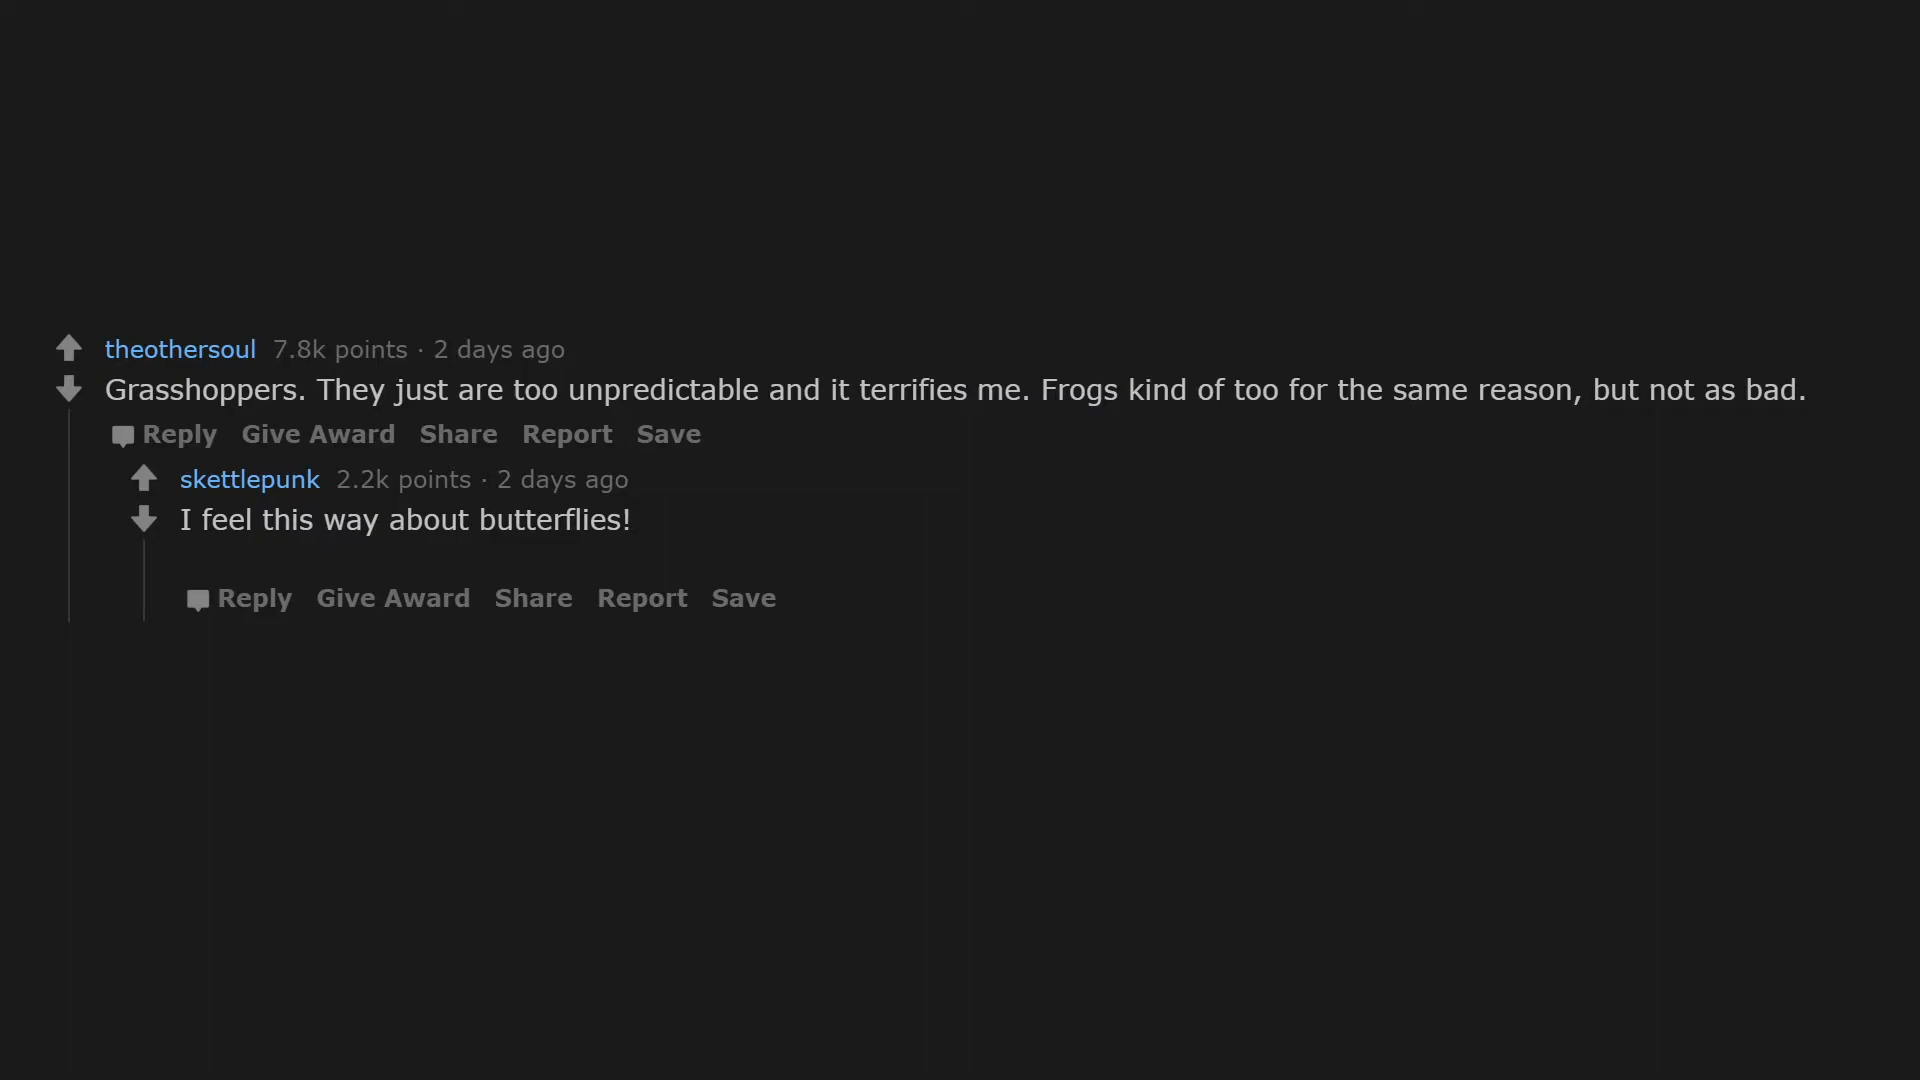 theothersoul 7.8k points · 2 days ago
Grasshoppers. They just are too unpredictable and it terrifies me. Frogs kind of too for the same reason, but not as bad.
Reply Give Award Share Report Save
skettlepunk 2.2k points · 2 days ago
I feel this way about butterflies!
Reply Give Award Share Report Save